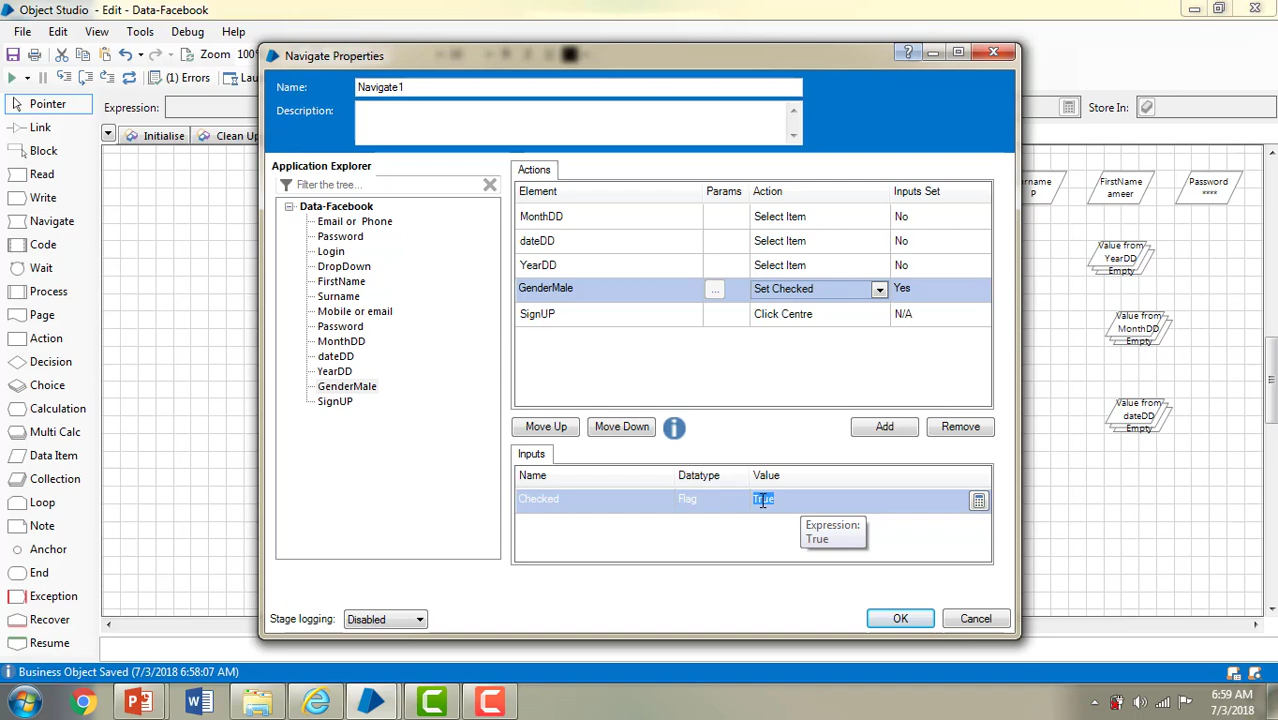 Object Studio - Edit - Data-Facebook
File Edit View Tools Debug Help
Zoom 100%
(1) Errors
Expression:
Store In:
Pointer
Link
Block
Read
Write
Navigate
Code
Wait
Process
Page
Action
Decision
Choice
Calculation
Multi Calc
Data Item
Collection
Loop
Note
Anchor
End
Exception
Recover
Resume
Initialise
Clean Up
Navigate Properties
Name: Navigate1
Description:
Application Explorer
Filter the tree...
Data-Facebook
Email or Phone
Password
Login
DropDown
FirstName
Surname
Mobile or email
Password
MonthDD
dateDD
YearDD
GenderMale
SignUP
Actions
Element Params Action Inputs Set
MonthDD Select Item No
dateDD Select Item No
YearDD Select Item No
GenderMale ... Set Checked Yes
SignUP Click Centre N/A
Move Up Move Down Add Remove
Inputs
Name Datatype Value
Checked Flag True
Expression:
True
Stage logging: Disabled
OK Cancel
FirstName
ameer
Password
****
Value from
YearDD
Empty
Value from
MonthDD
Empty
Value from
dateDD
Empty
Business Object Saved (7/3/2018 6:58:07 AM)
6:59 AM
7/3/2018